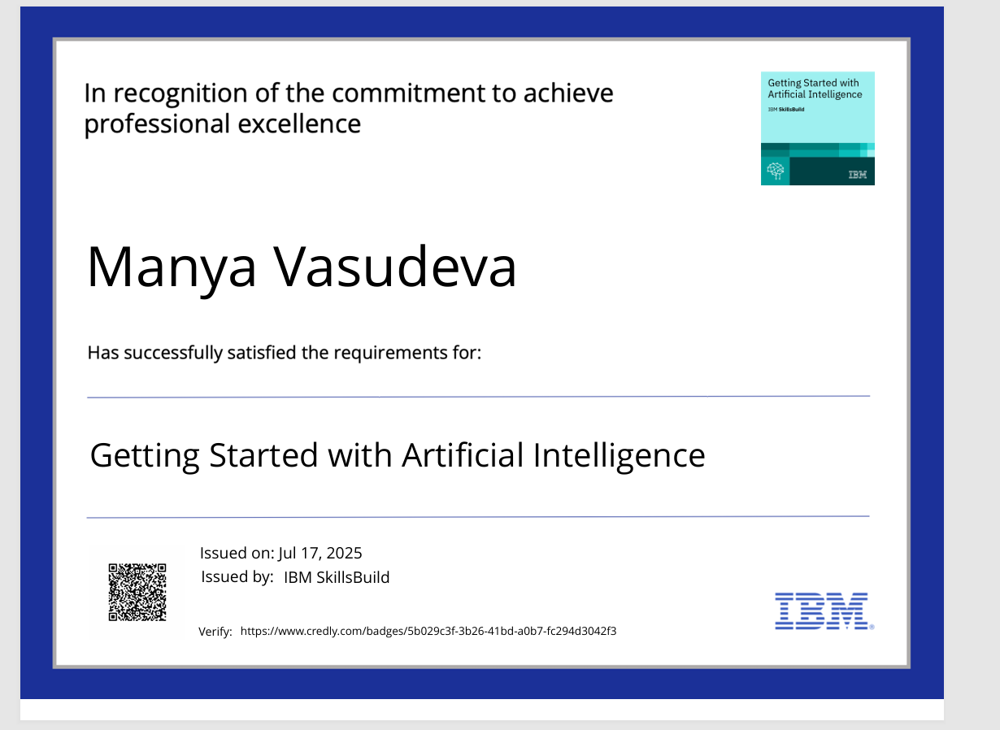 In recognition of the commitment to achieve
professional excellence
Getting Started with
Artificial Intelligence
IBM SkillsBuild
IBM
Manya Vasudeva
Has successfully satisfied the requirements for:
Getting Started with Artificial Intelligence
Issued on: Jul 17, 2025
Issued by: IBM SkillsBuild
IBM®
Verify: https://www.credly.com/badges/5b029c3f-3b26-41bd-a0b7-fc294d3042f3